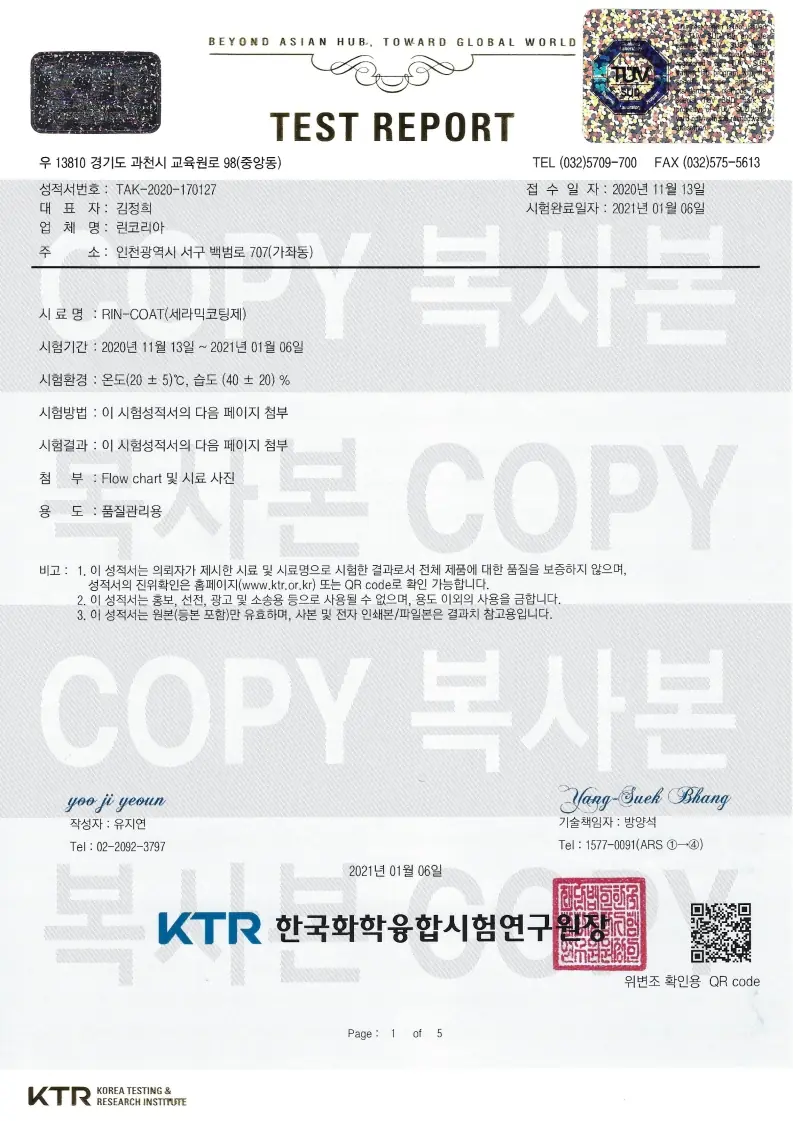 BEYOND ASIAN HUB, TOWARD GLOBAL WORLD
TÜV
SUD
TEST REPORT
우 13810 경기도 과천시 교육원로 98(중앙동)
TEL (032)5709-700 FAX (032)575-5613
성적서번호 : TAK-2020-170127
접 수 일 자 : 2020년 11월 13일
대 표 자 : 김정희
시험완료일자 : 2021년 01월 06일
업 체 명 : 린코리아
주 소 : 인천광역시 서구 백범로 707(가좌동)
COPY 복사본
시 료 명 : RIN-COAT(세라믹코팅제)
시험기간 : 2020년 11월 13일 ~ 2021년 01월 06일
시험환경 : 온도(20 ± 5)℃, 습도 (40 ± 20) %
시험방법 : 이 시험성적서의 다음 페이지 첨부
시험결과 : 이 시험성적서의 다음 페이지 첨부
복사본 COPY
첨 부 : Flow chart 및 시료 사진
용 도 : 품질관리용
비고 : 1. 이 성적서는 의뢰자가 제시한 시료 및 시료명으로 시험한 결과로서 전체 제품에 대한 품질을 보증하지 않으며,
성적서의 진위확인은 홈페이지(www.ktr.or.kr) 또는 QR code로 확인 가능합니다.
2. 이 성적서는 홍보, 선전, 광고 및 소송용 등으로 사용될 수 없으며, 용도 이외의 사용을 금합니다.
3. 이 성적서는 원본(등본 포함)만 유효하며, 사본 및 전자 인쇄본/파일본은 결과치 참고용입니다.
COPY 복사본
yoo ji yeoun
Yang-Suek Bhang
작성자 : 유지연
기술책임자 : 방양석
Tel : 02-2092-3797
Tel : 1577-0091(ARS ①→④)
2021년 01월 06일
복사본 COPY
KTR 한국화학융합시험연구원장
위변조 확인용 QR code
Page : 1 of 5
KTR KOREA TESTING &
RESEARCH INSTITUTE